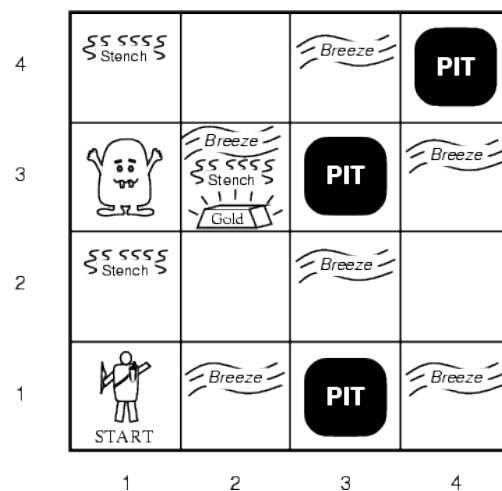 4
Stench
Breeze
PIT
3
Breeze
Stench
Gold
PIT
Breeze
2
Stench
Breeze
1
START
Breeze
PIT
Breeze
1 2 3 4